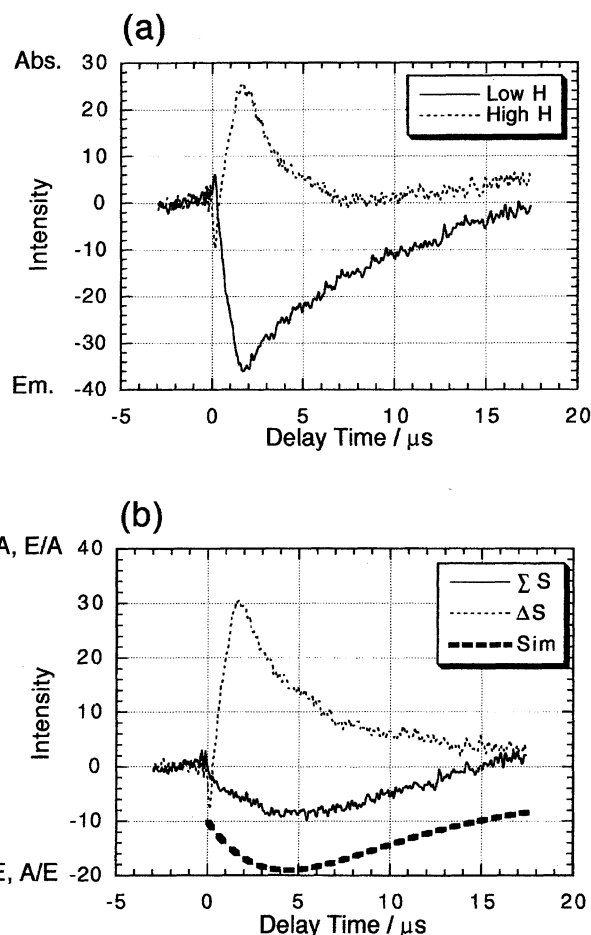 (a)
Abs.
30
Low H
High H
20
10
0
Intensity
-10
-20
-30
Em.
-40
-5
0
5
10
15
20
Delay Time / μs
(b)
A, E/A
40
∑ S
ΔS
Sim
30
20
10
Intensity
0
-10
E, A/E
-20
-5
0
5
10
15
20
Delay Time / μs